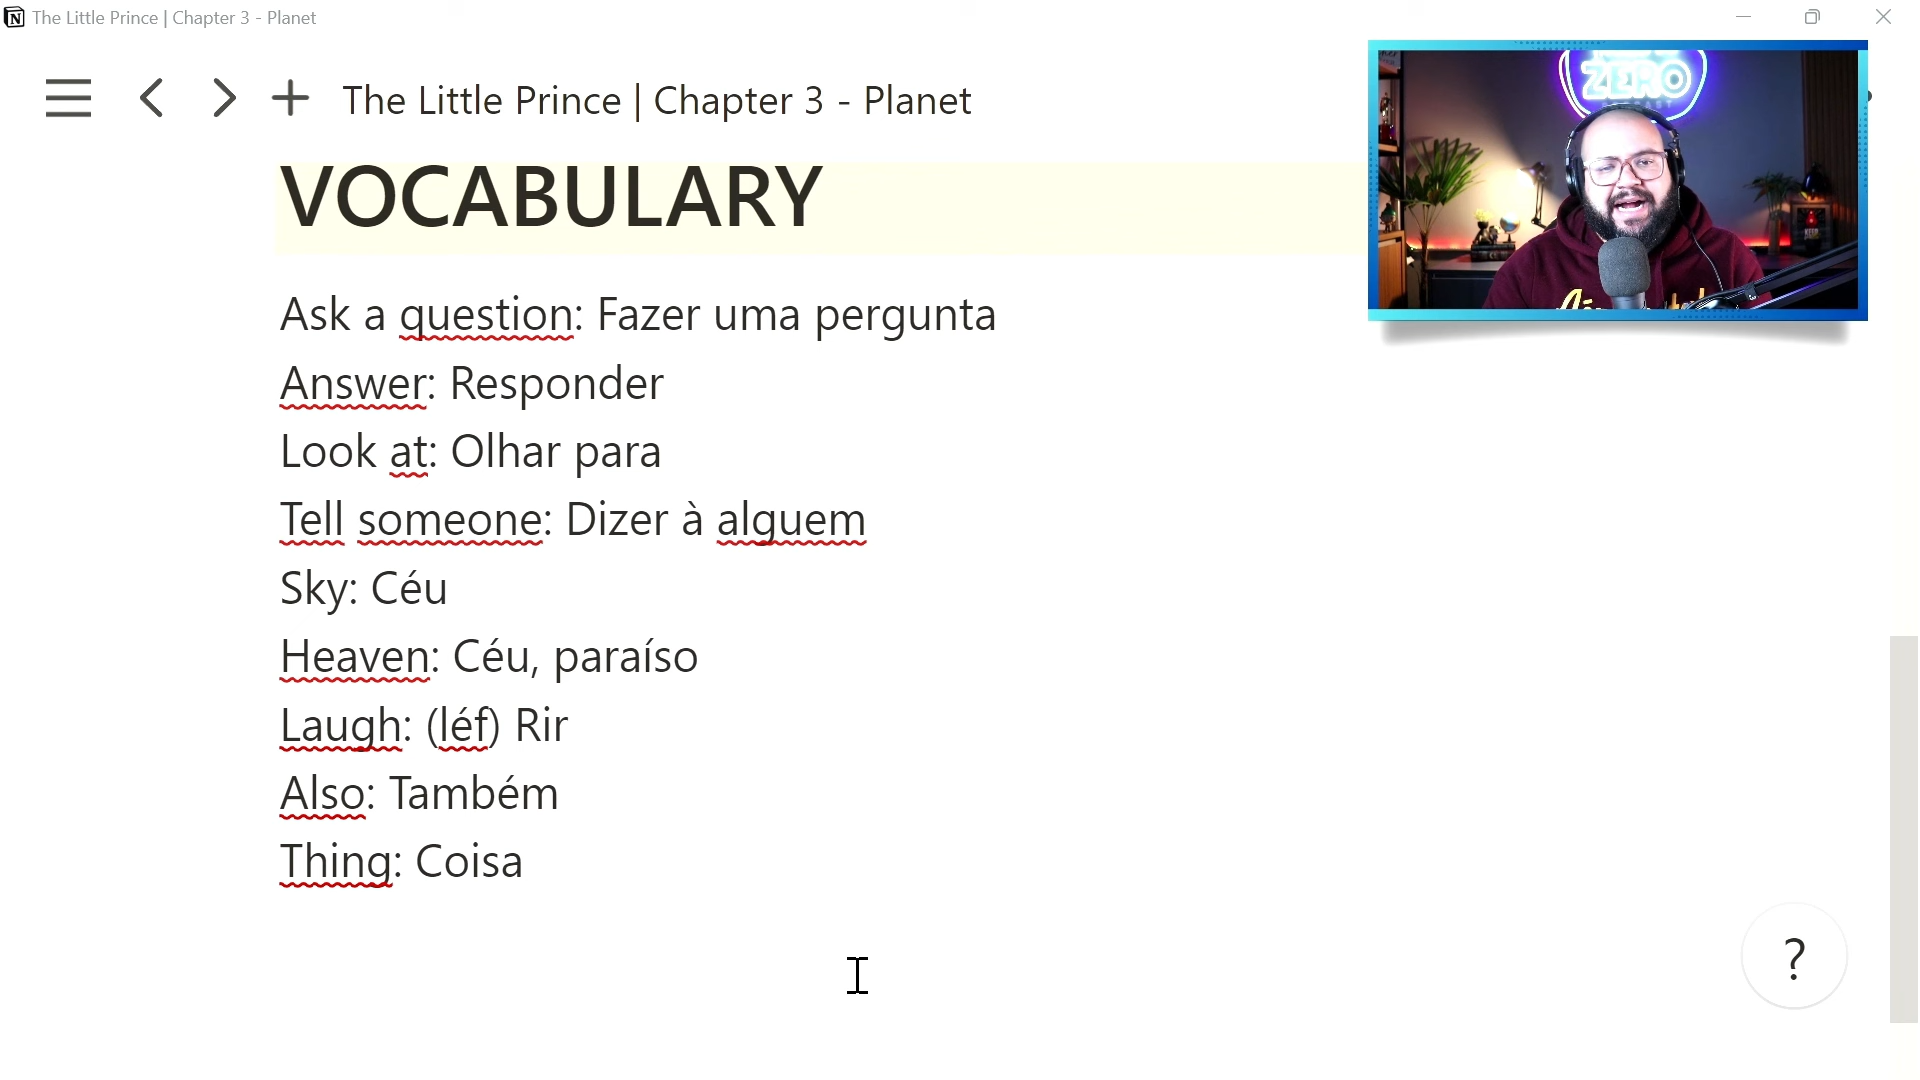 The Little Prince | Chapter 3 - Planet
The Little Prince | Chapter 3 - Planet
ZERO
VOCABULARY
Ask a question: Fazer uma pergunta
Answer: Responder
Look at: Olhar para
Tell someone: Dizer à alguem
Sky: Céu
Heaven: Céu, paraíso
Laugh: (léf) Rir
Also: Também
Thing: Coisa
?